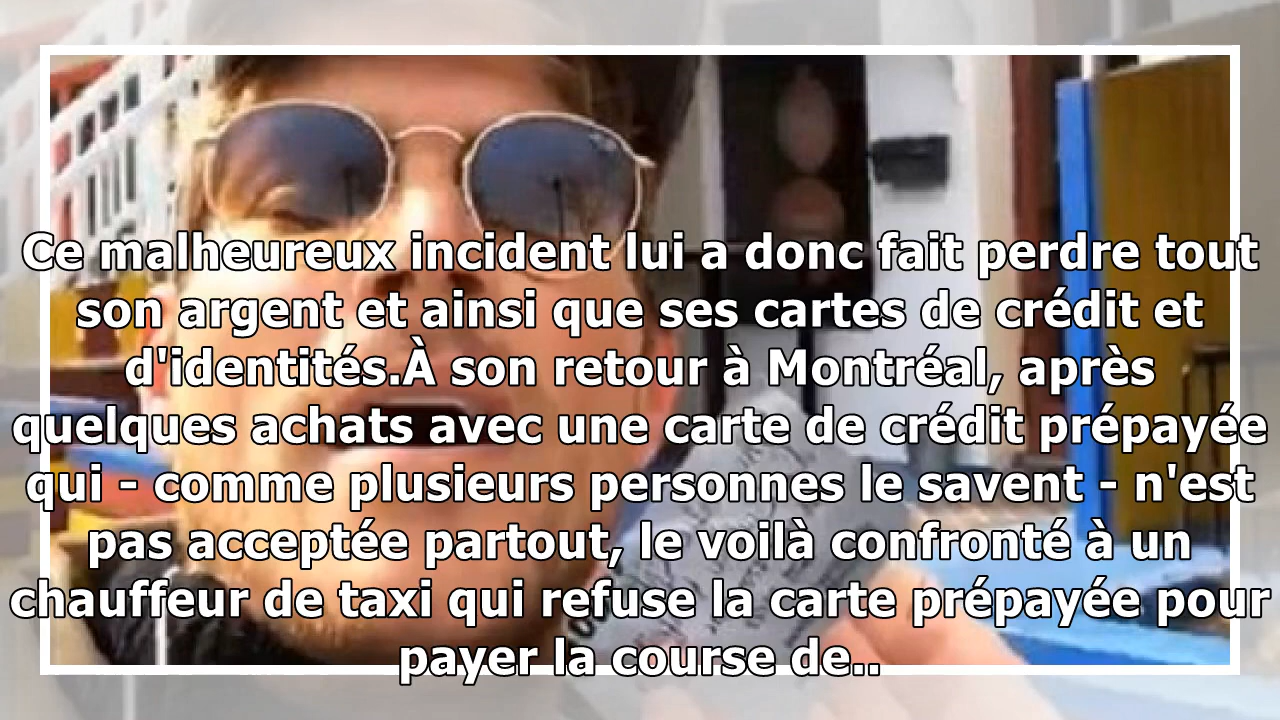 Ce malheureux incident lui a donc fait perdre tout
son argent et ainsi que ses cartes de crédit et
d'identités.À son retour à Montréal, après
quelques achats avec une carte de crédit prépayée
qui - comme plusieurs personnes le savent - n'est
pas acceptée partout, le voilà confronté à un
chauffeur de taxi qui refuse la carte prépayée pour
payer la course de..